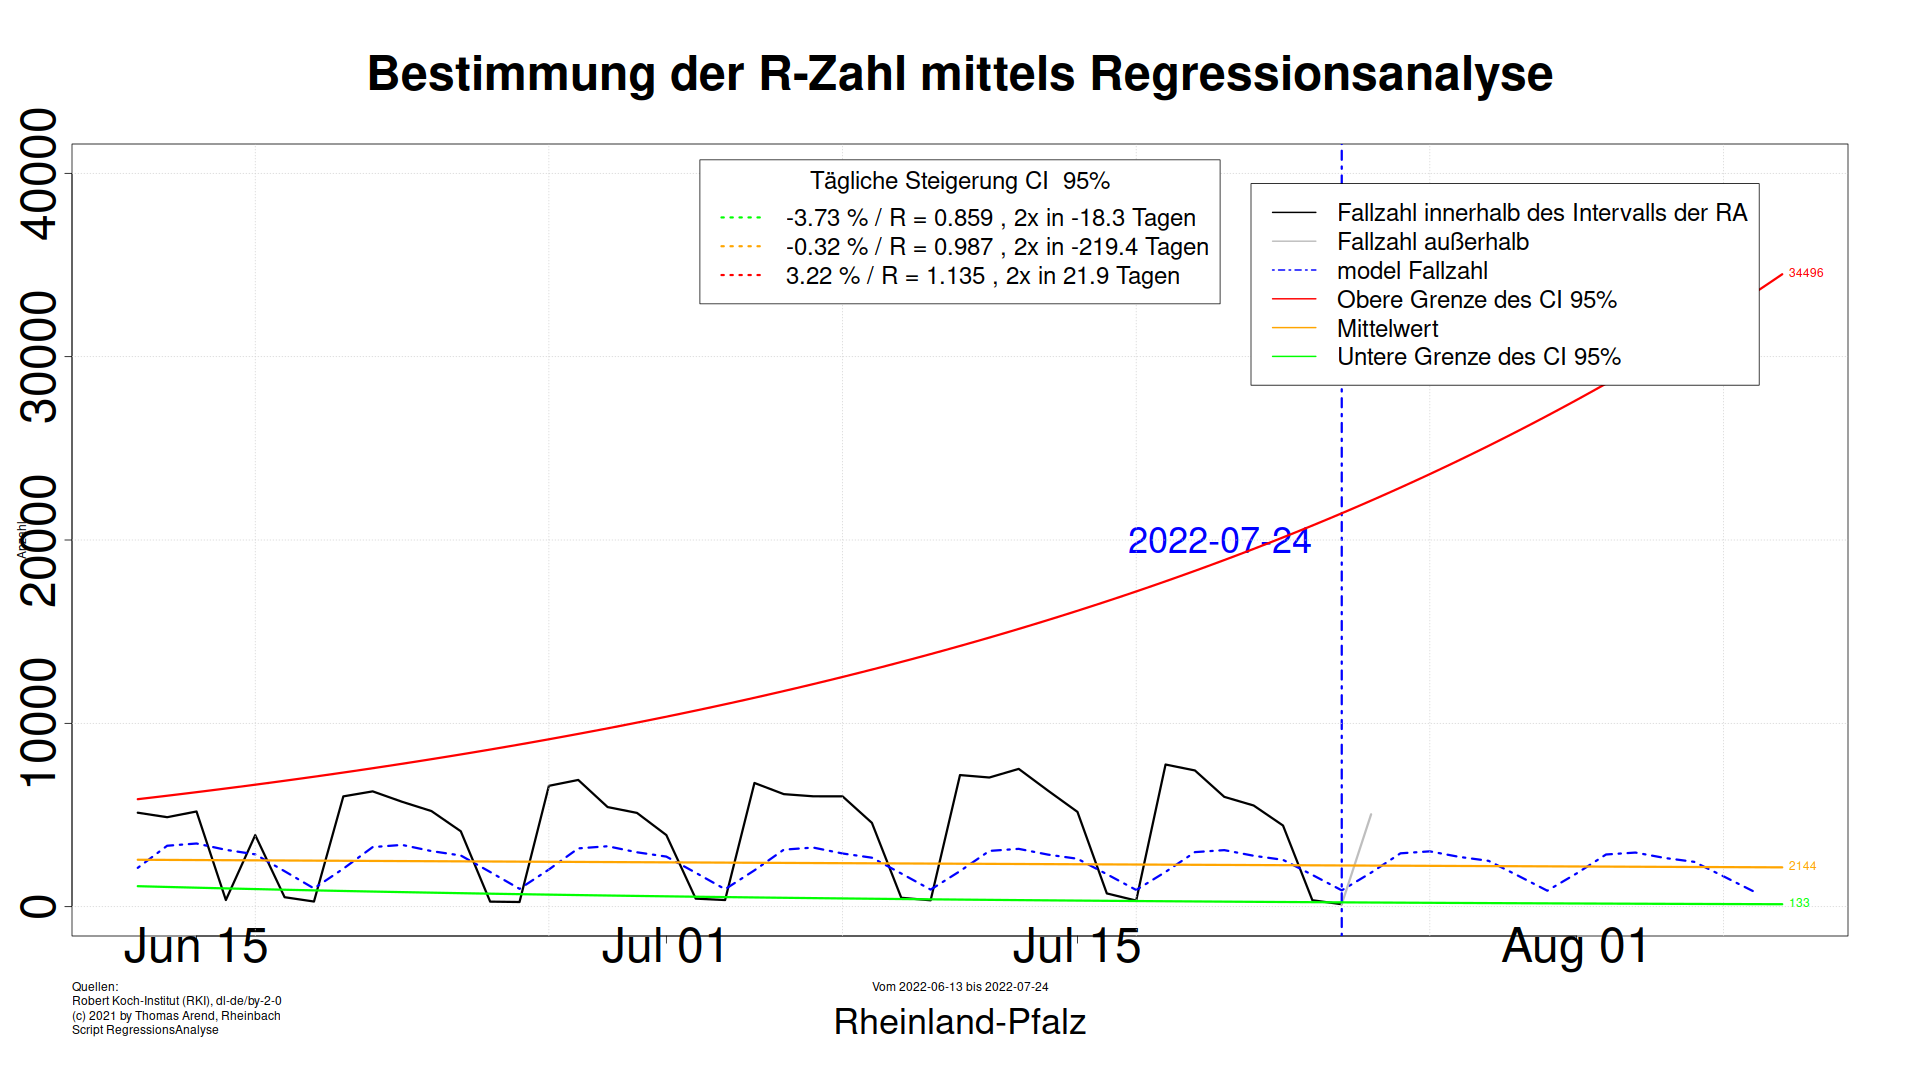 Bestimmung der R-Zahl mittels Regressionsanalyse
Anzahl
40000
30000
20000
10000
0
Tägliche Steigerung CI 95%
-3.73 % / R = 0.859 , 2x in -18.3 Tagen
-0.32 % / R = 0.987 , 2x in -219.4 Tagen
3.22 % / R = 1.135 , 2x in 21.9 Tagen
Fallzahl innerhalb des Intervalls der RA
Fallzahl außerhalb
model Fallzahl
Obere Grenze des CI 95%
Mittelwert
Untere Grenze des CI 95%
34496
2022-07-24
2144
133
Jun 15
Jul 01
Jul 15
Aug 01
Quellen:
Robert Koch-Institut (RKI), dl-de/by-2-0
(c) 2021 by Thomas Arend, Rheinbach
Script RegressionsAnalyse
Vom 2022-06-13 bis 2022-07-24
Rheinland-Pfalz